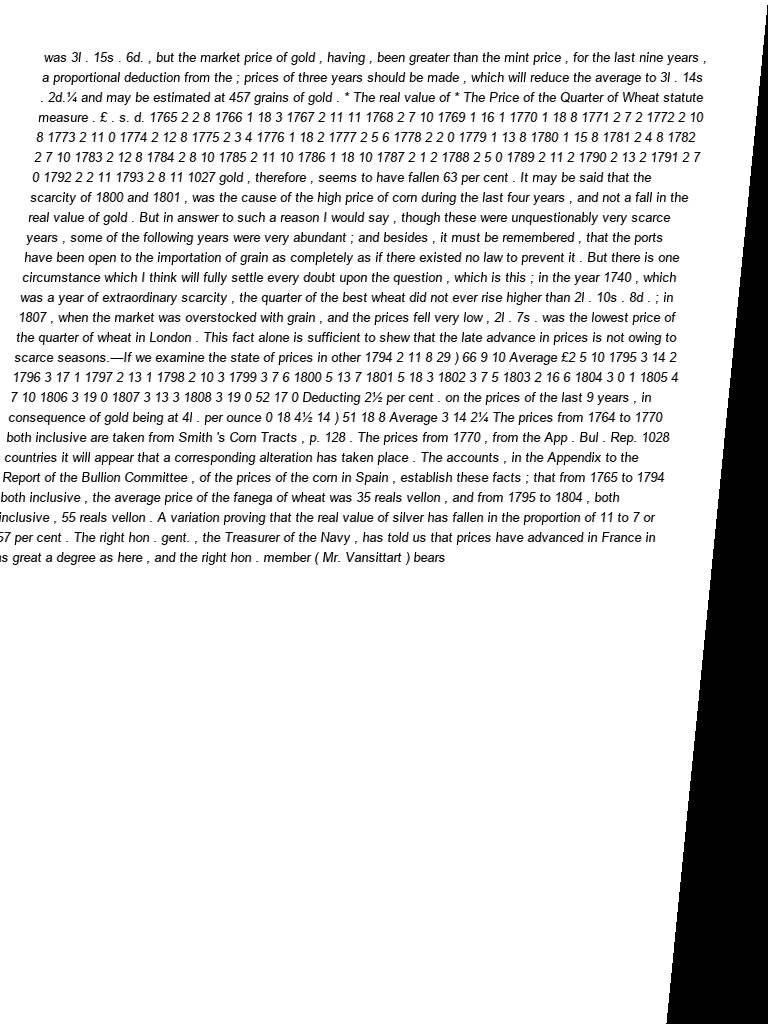 was 3l . 15s . 6d. , but the market price of gold , having , been greater than the mint price , for the last nine years ,
a proportional deduction from the ; prices of three years should be made , which will reduce the average to 3l . 14s
. 2d.¼ and may be estimated at 457 grains of gold . * The real value of * The Price of the Quarter of Wheat statute
measure . £ . s. d. 1765 2 2 8 1766 1 18 3 1767 2 11 11 1768 2 7 10 1769 1 16 1 1770 1 18 8 1771 2 7 2 1772 2 10
8 1773 2 11 0 1774 2 12 8 1775 2 3 4 1776 1 18 2 1777 2 5 6 1778 2 2 0 1779 1 13 8 1780 1 15 8 1781 2 4 8 1782
2 7 10 1783 2 12 8 1784 2 8 10 1785 2 11 10 1786 1 18 10 1787 2 1 2 1788 2 5 0 1789 2 11 2 1790 2 13 2 1791 2 7
0 1792 2 2 11 1793 2 8 11 1027 gold , therefore , seems to have fallen 63 per cent . It may be said that the
scarcity of 1800 and 1801 , was the cause of the high price of corn during the last four years , and not a fall in the
real value of gold . But in answer to such a reason I would say , though these were unquestionably very scarce
years , some of the following years were very abundant ; and besides , it must be remembered , that the ports
have been open to the importation of grain as completely as if there existed no law to prevent it . But there is one
circumstance which I think will fully settle every doubt upon the question , which is this ; in the year 1740 , which
was a year of extraordinary scarcity , the quarter of the best wheat did not ever rise higher than 2l . 10s . 8d . ; in
1807 , when the market was overstocked with grain , and the prices fell very low , 2l . 7s . was the lowest price of
the quarter of wheat in London . This fact alone is sufficient to shew that the late advance in prices is not owing to
scarce seasons.—If we examine the state of prices in other 1794 2 11 8 29 ) 66 9 10 Average £2 5 10 1795 3 14 2
1796 3 17 1 1797 2 13 1 1798 2 10 3 1799 3 7 6 1800 5 13 7 1801 5 18 3 1802 3 7 5 1803 2 16 6 1804 3 0 1 1805 4
7 10 1806 3 19 0 1807 3 13 3 1808 3 19 0 52 17 0 Deducting 2½ per cent . on the prices of the last 9 years , in
consequence of gold being at 4l . per ounce 0 18 4½ 14 ) 51 18 8 Average 3 14 2¼ The prices from 1764 to 1770
both inclusive are taken from Smith 's Corn Tracts , p. 128 . The prices from 1770 , from the App . Bul . Rep. 1028
countries it will appear that a corresponding alteration has taken place . The accounts , in the Appendix to the
Report of the Bullion Committee , of the prices of the corn in Spain , establish these facts ; that from 1765 to 1794
both inclusive , the average price of the fanega of wheat was 35 reals vellon , and from 1795 to 1804 , both
inclusive , 55 reals vellon . A variation proving that the real value of silver has fallen in the proportion of 11 to 7 or
57 per cent . The right hon . gent. , the Treasurer of the Navy , has told us that prices have advanced in France in
as great a degree as here , and the right hon . member ( Mr. Vansittart ) bears